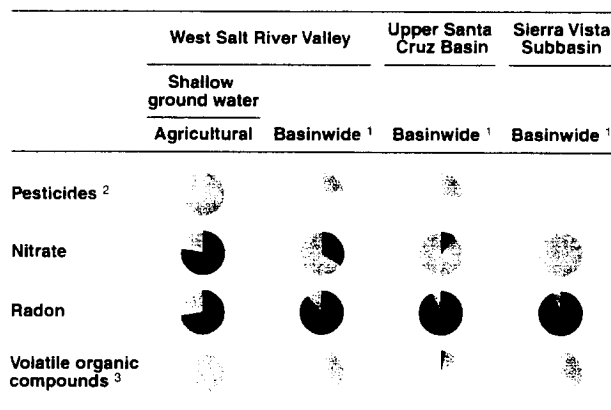 West Salt River Valley
Upper Santa
Cruz Basin
Sierra Vista
Subbasin
Shallow
ground water
Agricultural
Basinwide 1
Basinwide 1
Basinwide 1
Pesticides 2
Nitrate
Radon
Volatile organic
compounds 3